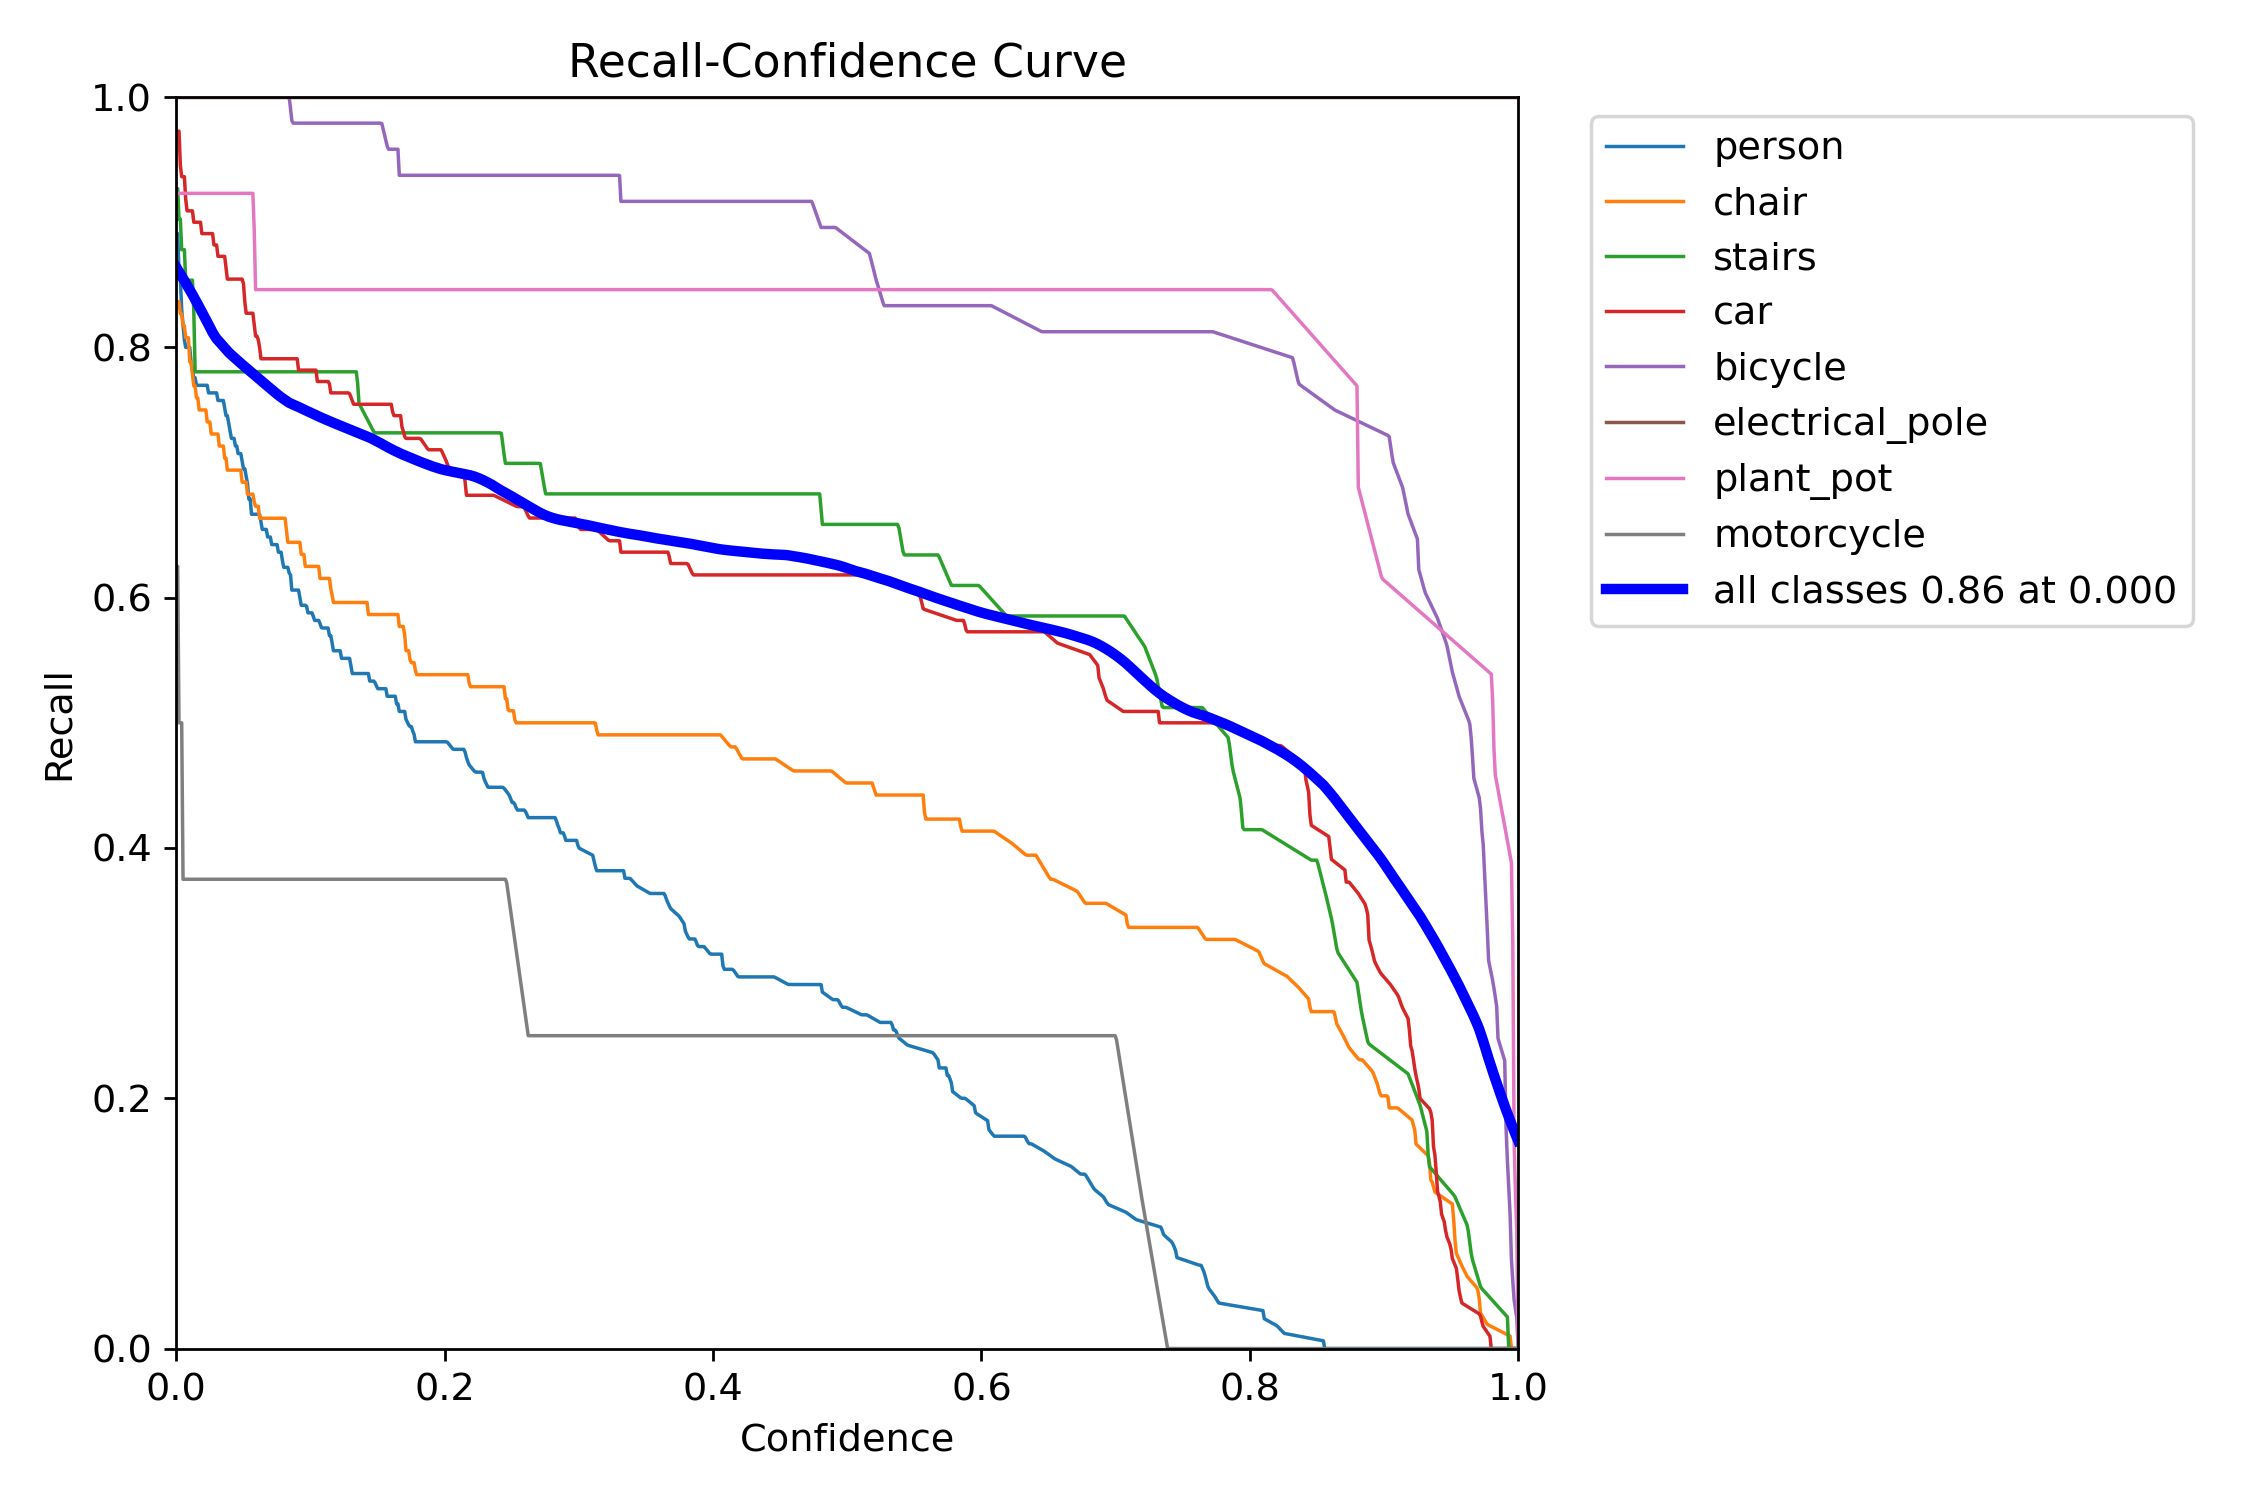 Recall-Confidence Curve
1.0
0.8
0.6
0.4
0.2
0.0
Recall
0.0 0.2 0.4 0.6 0.8 1.0
Confidence
person
chair
stairs
car
bicycle
electrical_pole
plant_pot
motorcycle
all classes 0.86 at 0.000